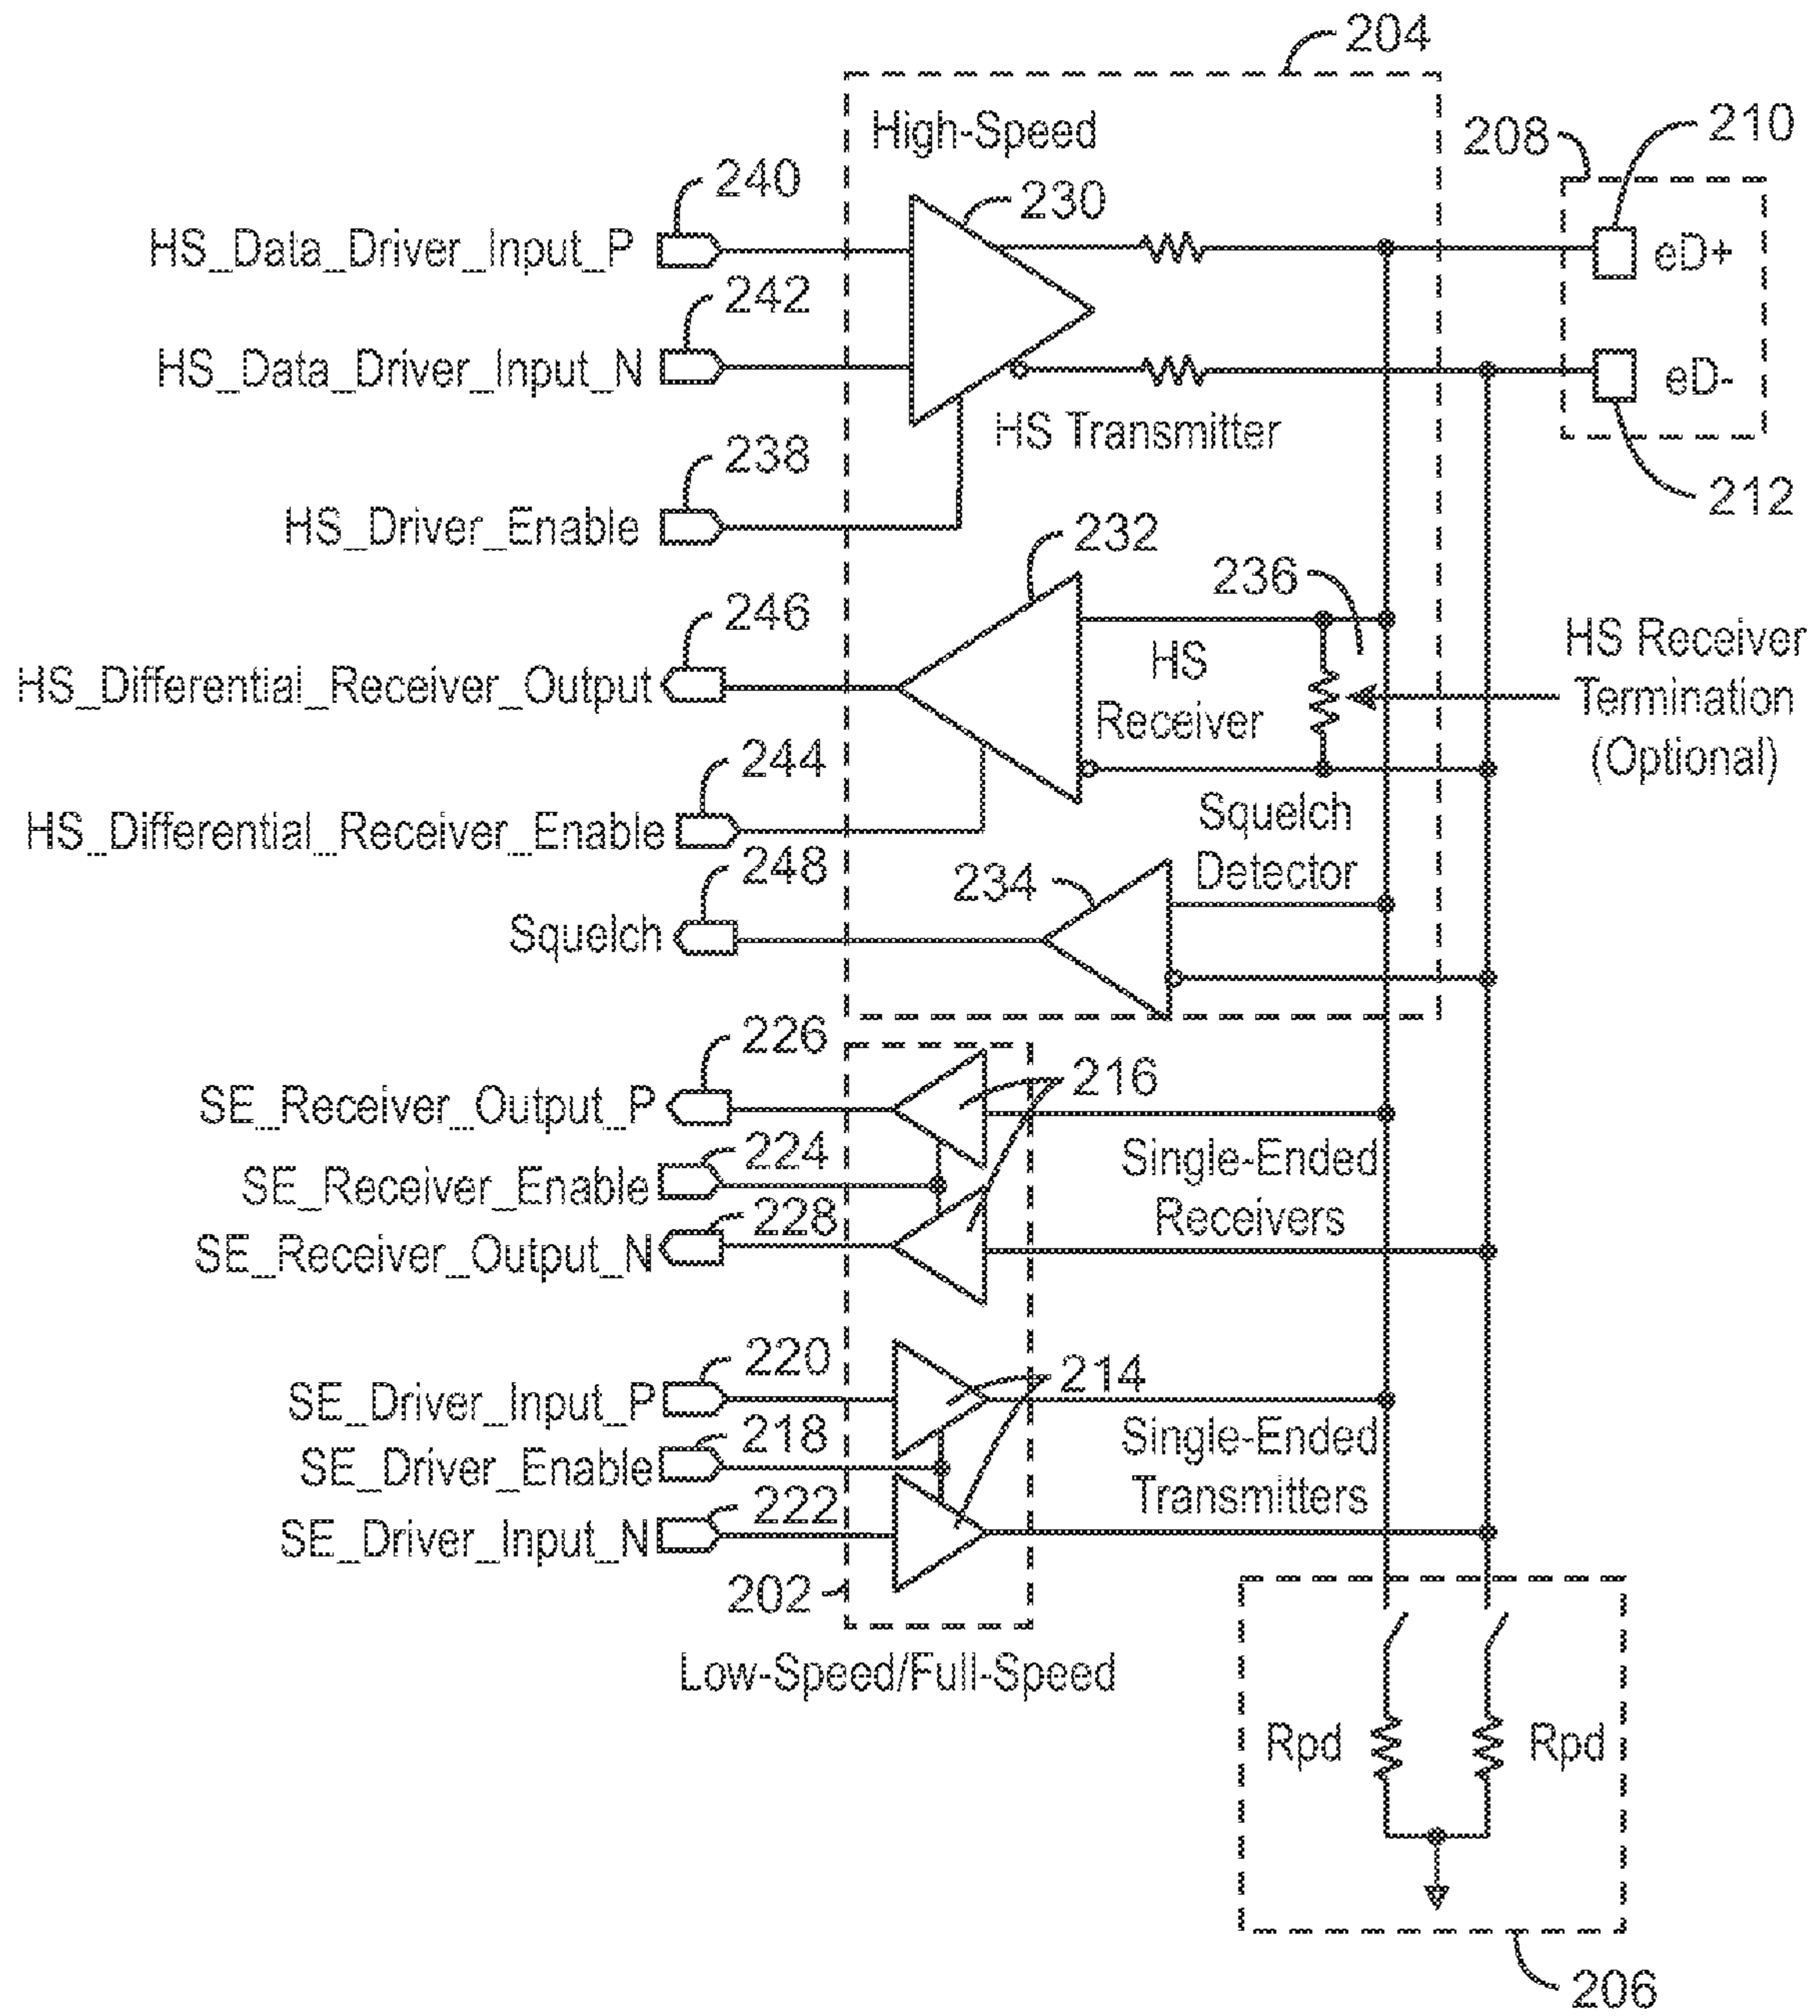 204
High-Speed
208
210
240
230
HS_Data_Driver_Input_P
eD+
242
HS_Data_Driver_Input_N
eD-
HS Transmitter
238
212
HS_Driver_Enable
232
236
246
HS Receiver
Termination
(Optional)
HS
Receiver
HS_Differential_Receiver_Output
244
HS_Differential_Receiver_Enable
Squelch
Detector
248
234
Squelch
226
216
SE_Receiver_Output_P
224
Single-Ended
Receivers
SE_Receiver_Enable
228
SE_Receiver_Output_N
220
214
SE_Driver_Input_P
218
Single-Ended
Transmitters
SE_Driver_Enable
222
SE_Driver_Input_N
202
Low-Speed/Full-Speed
Rpd
Rpd
206